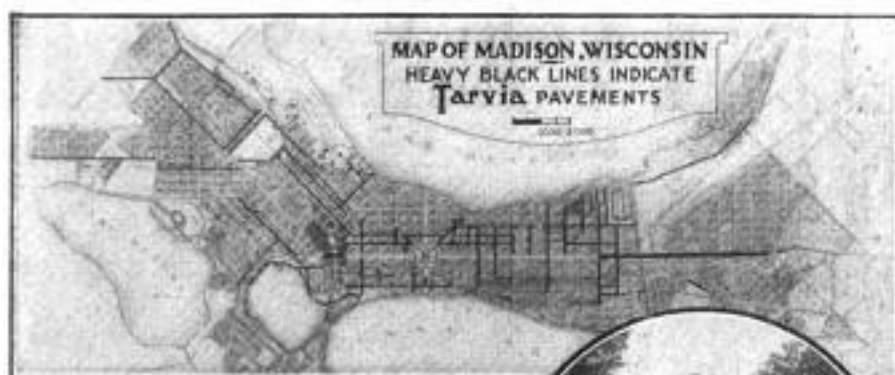 MAP OF MADISON, WISCONSIN
HEAVY BLACK LINES INDICATE
Tarvia PAVEMENTS